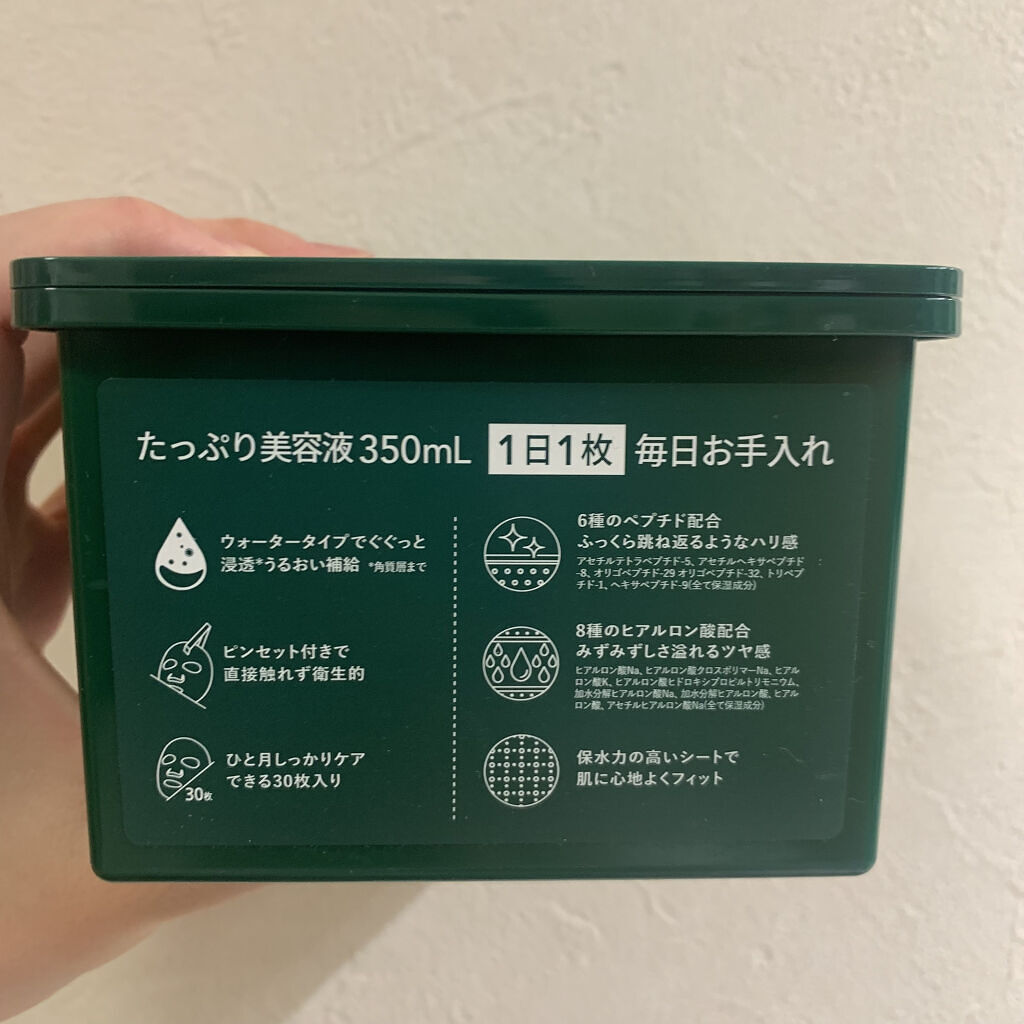 たっぷり美容液350mL 1日1枚 毎日お手入れ
ウォータータイプでぐぐっと
浸透*うるおい補給 *角質層まで
ピンセット付きで
直接触れず衛生的
ひと月しっかりケア
できる30枚入り
30枚
6種のペプチド配合
ふっくら跳ね返るようなハリ感
アセチルテトラペプチド-5、アセチルヘキサペプチド
-8、オリゴペプチド-29 オリゴペプチド-32、トリペプ
チド-1、ヘキサペプチド-9(全て保湿成分)
8種のヒアルロン酸配合
みずみずしさ溢れるツヤ感
ヒアルロン酸Na、ヒアルロン酸クロスポリマーNa、ヒアル
ロン酸K、ヒアルロン酸ヒドロキシプロピルトリモニウム、
加水分解ヒアルロン酸Na、加水分解ヒアルロン酸、ヒアル
ロン酸、アセチルヒアルロン酸Na(全て保湿成分)
保水力の高いシートで
肌に心地よくフィット